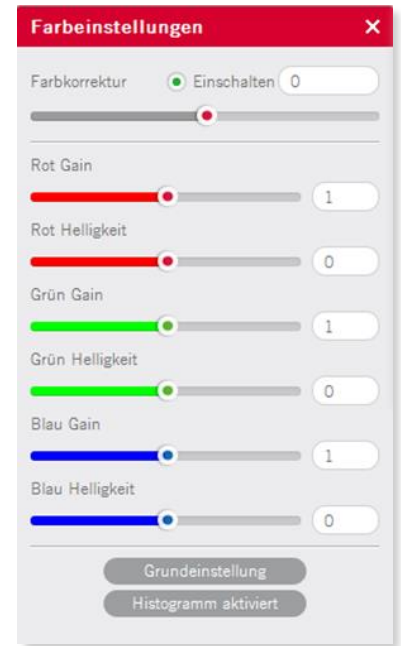 Farbeinstellungen ×
Farbkorrektur Einschalten 0
Rot Gain
1
Rot Helligkeit
0
Grün Gain
1
Grün Helligkeit
0
Blau Gain
1
Blau Helligkeit
0
Grundeinstellung
Histogramm aktiviert